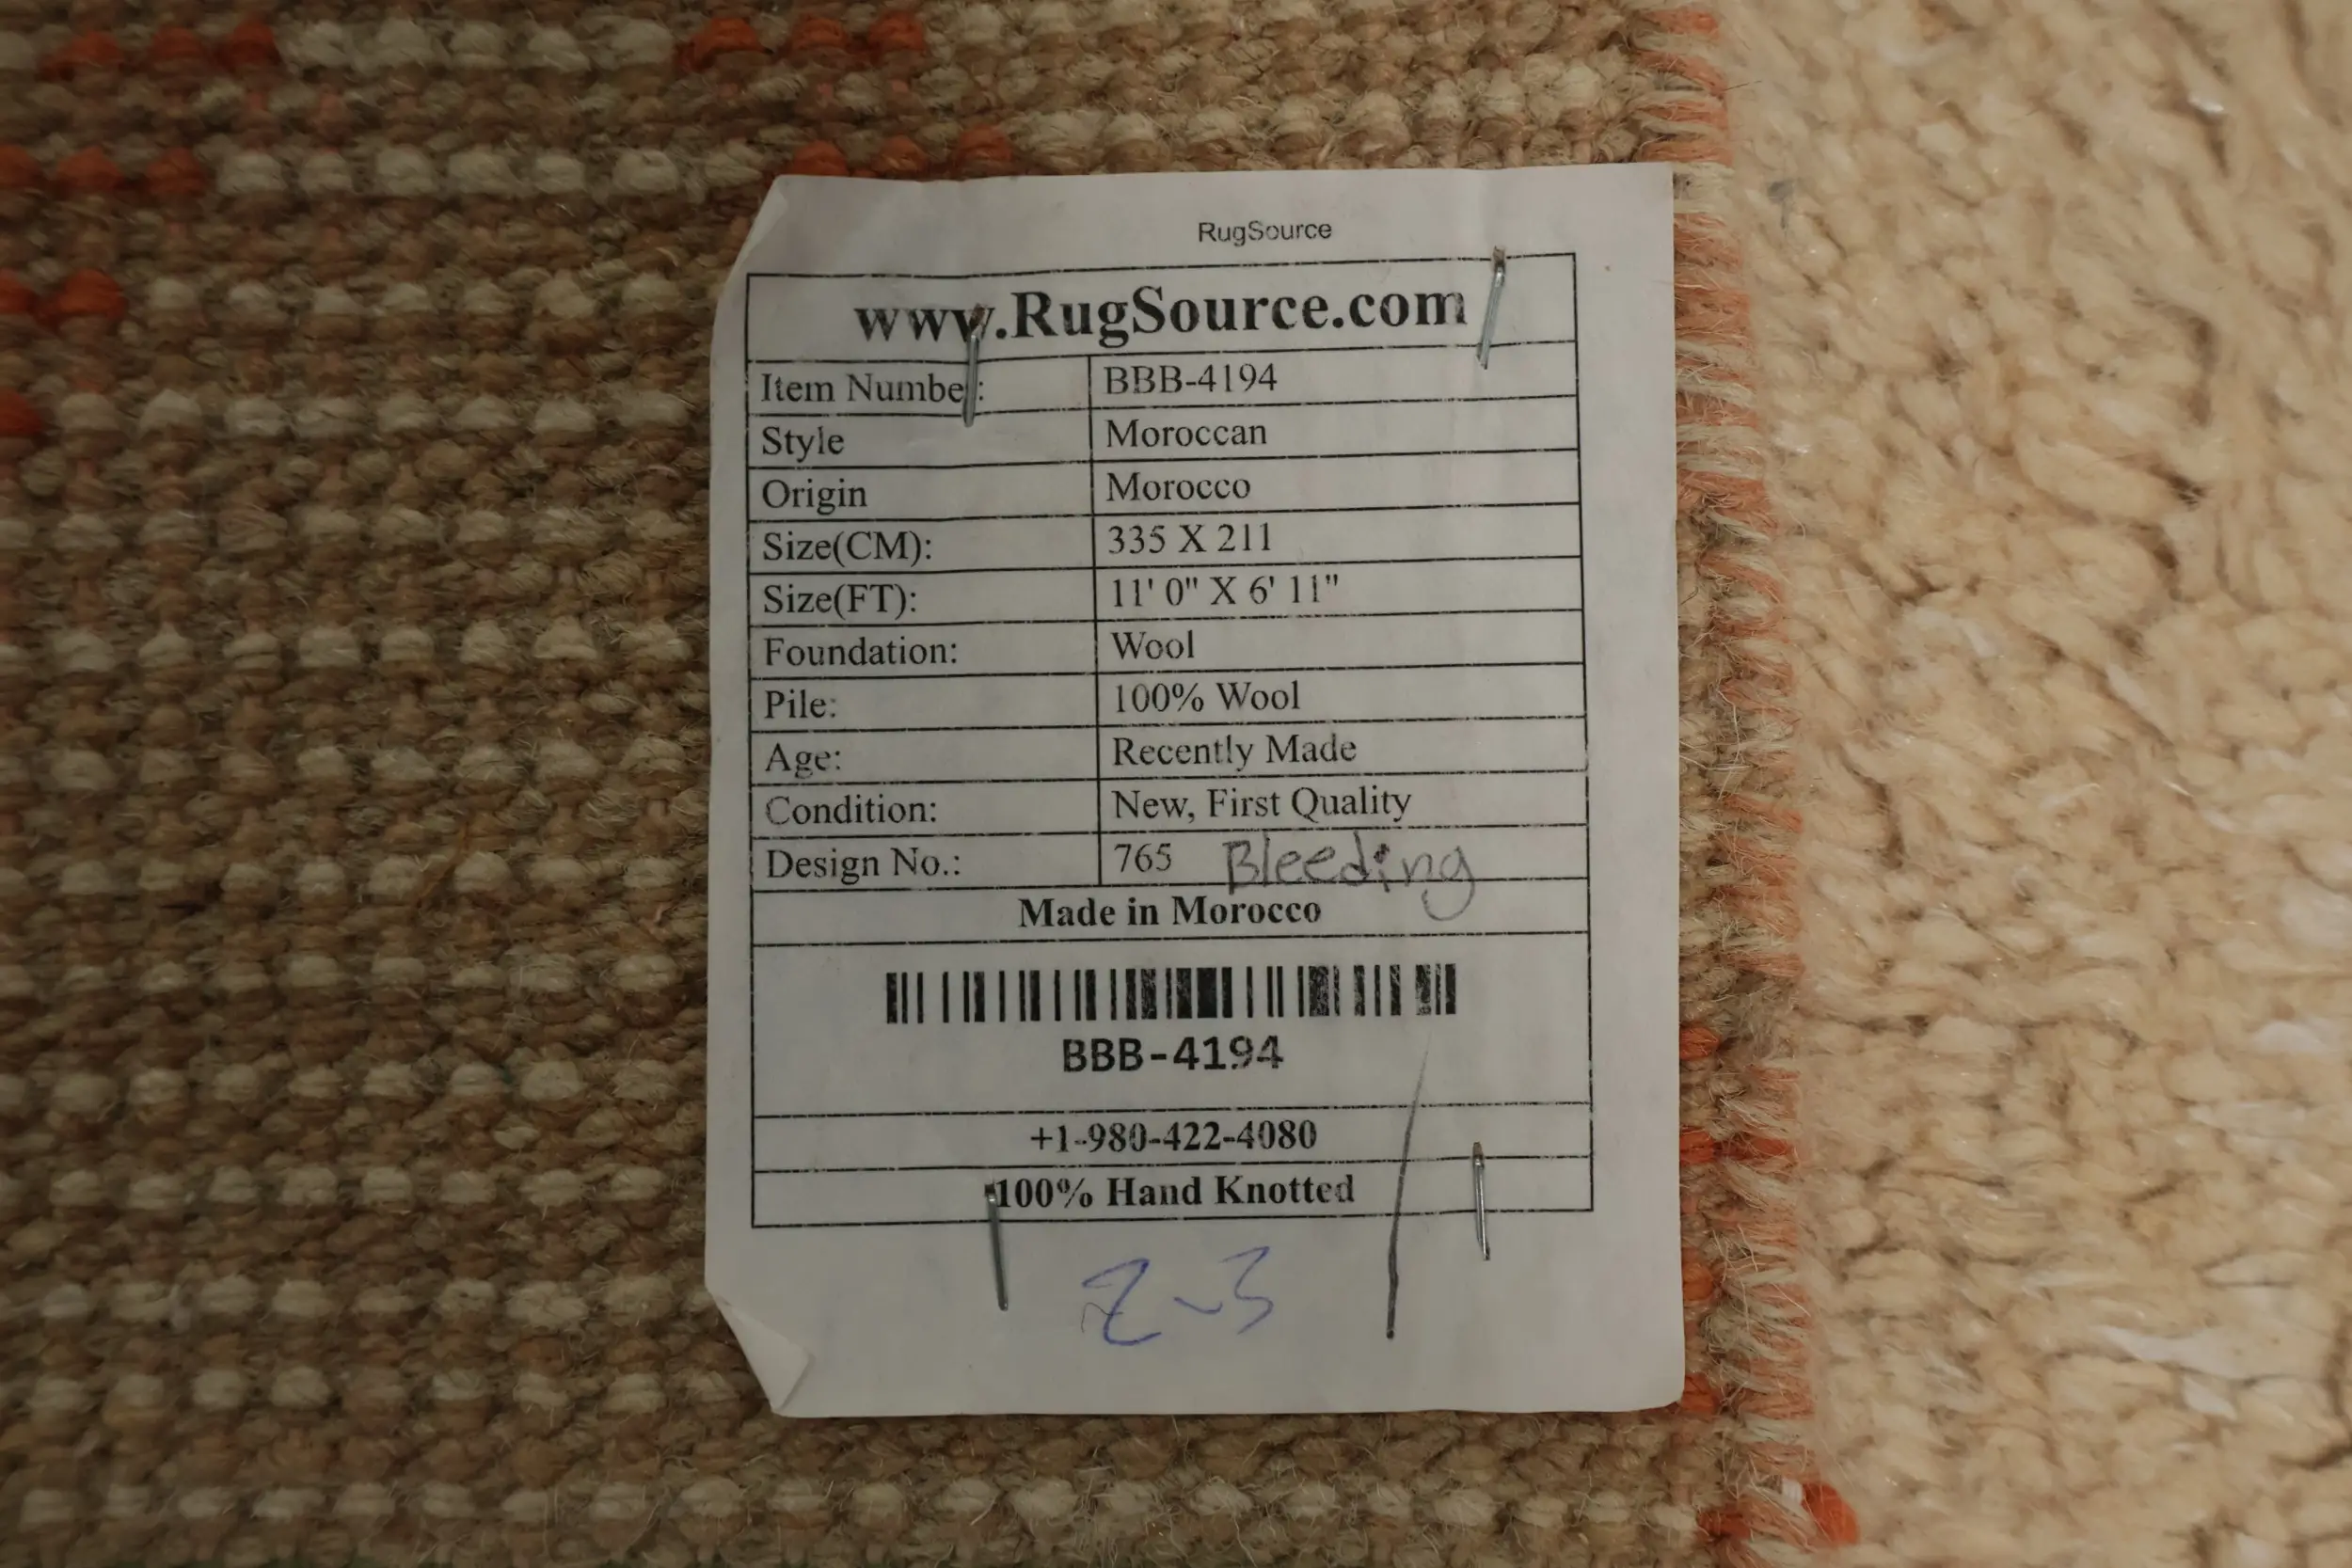 RugSource
www.RugSource.com
Item Number: BBB-4194
Style Moroccan
Origin Morocco
Size(CM): 335 X 211
Size(FT): 11' 0" X 6' 11"
Foundation: Wool
Pile: 100% Wool
Age: Recently Made
Condition: New, First Quality
Design No.: 765 Bleeding
Made in Morocco
BBB-4194
+1-980-422-4080
100% Hand Knotted
2-3